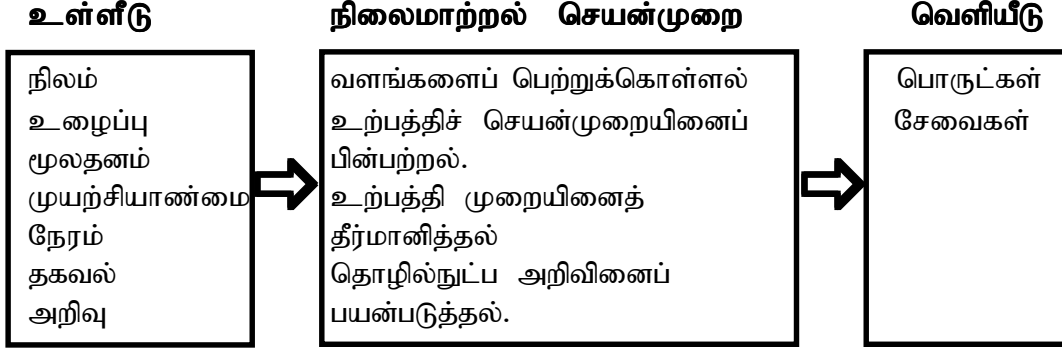 உள்ளீடு
நிலம்
உழைப்பு
மூலதனம்
முயற்சியாண்மை
நேரம்
தகவல்
அறிவு
நிலைமாற்றல் செயன்முறை
வளங்களைப் பெற்றுக்கொள்ளல்
உற்பத்திச் செயன்முறையினைப்
பின்பற்றல்.
உற்பத்தி முறையினைத்
தீர்மானித்தல்
தொழில்நுட்ப அறிவினைப்
பயன்படுத்தல்.
வெளியீடு
பொருட்கள்
சேவைகள்